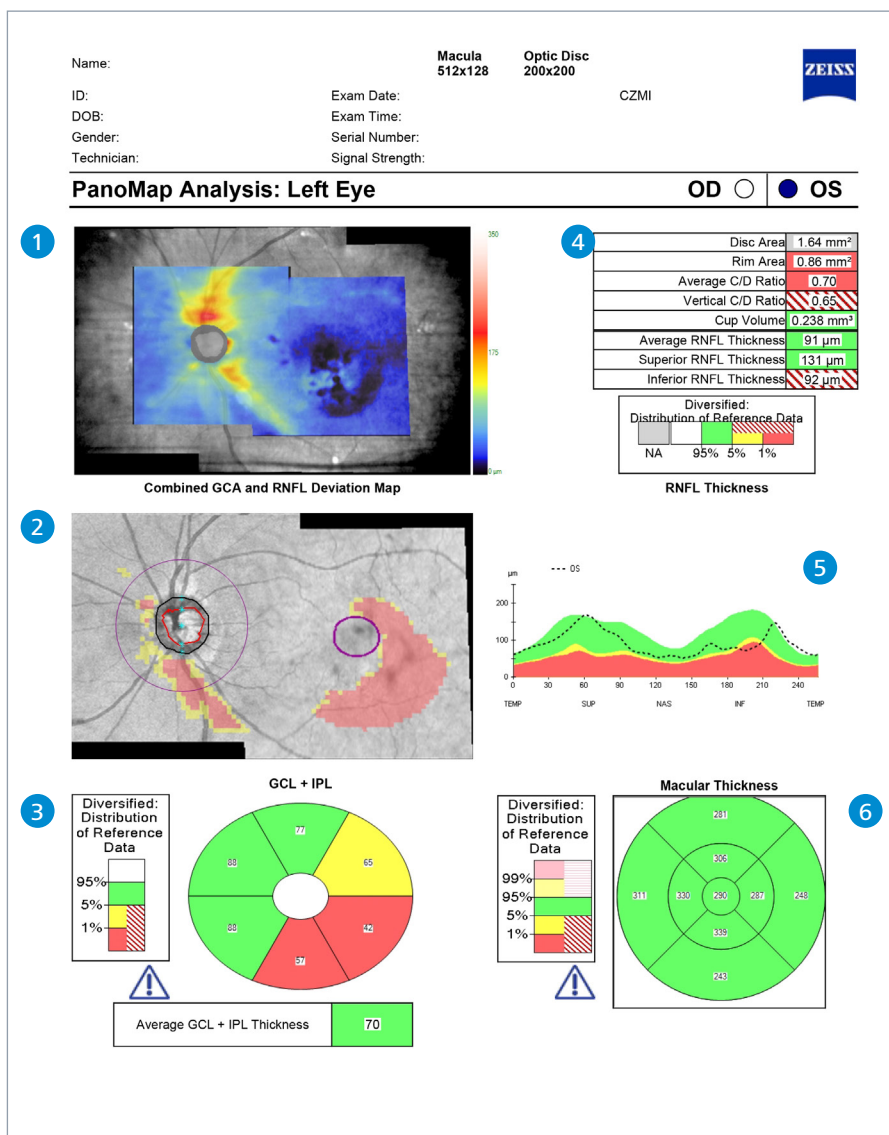 Name:
Macula
512x128
Optic Disc
200x200
ZEISS
ID:
Exam Date:
CZMI
DOB:
Exam Time:
Gender:
Serial Number:
Technician:
Signal Strength:
PanoMap Analysis: Left Eye
OD
OS
1
350
175
0 µm
Combined GCA and RNFL Deviation Map
4
Disc Area 1.64 mm²
Rim Area 0.86 mm²
Average C/D Ratio 0.70
Vertical C/D Ratio 0.65
Cup Volume 0.238 mm³
Average RNFL Thickness 91 µm
Superior RNFL Thickness 131 µm
Inferior RNFL Thickness 92 µm
Diversified:
Distribution of Reference Data
NA 95% 5% 1%
RNFL Thickness
2
5
µm
OS
200
100
0
0 30 60 90 120 150 180 210 240
TEMP SUP NAS INF TEMP
3
GCL + IPL
Diversified:
Distribution
of Reference
Data
95%
5%
1%
77
88
65
88
42
57
Average GCL + IPL Thickness 70
6
Macular Thickness
Diversified:
Distribution
of Reference
Data
99%
95%
5%
1%
281
306
311 330 290 287 248
339
243